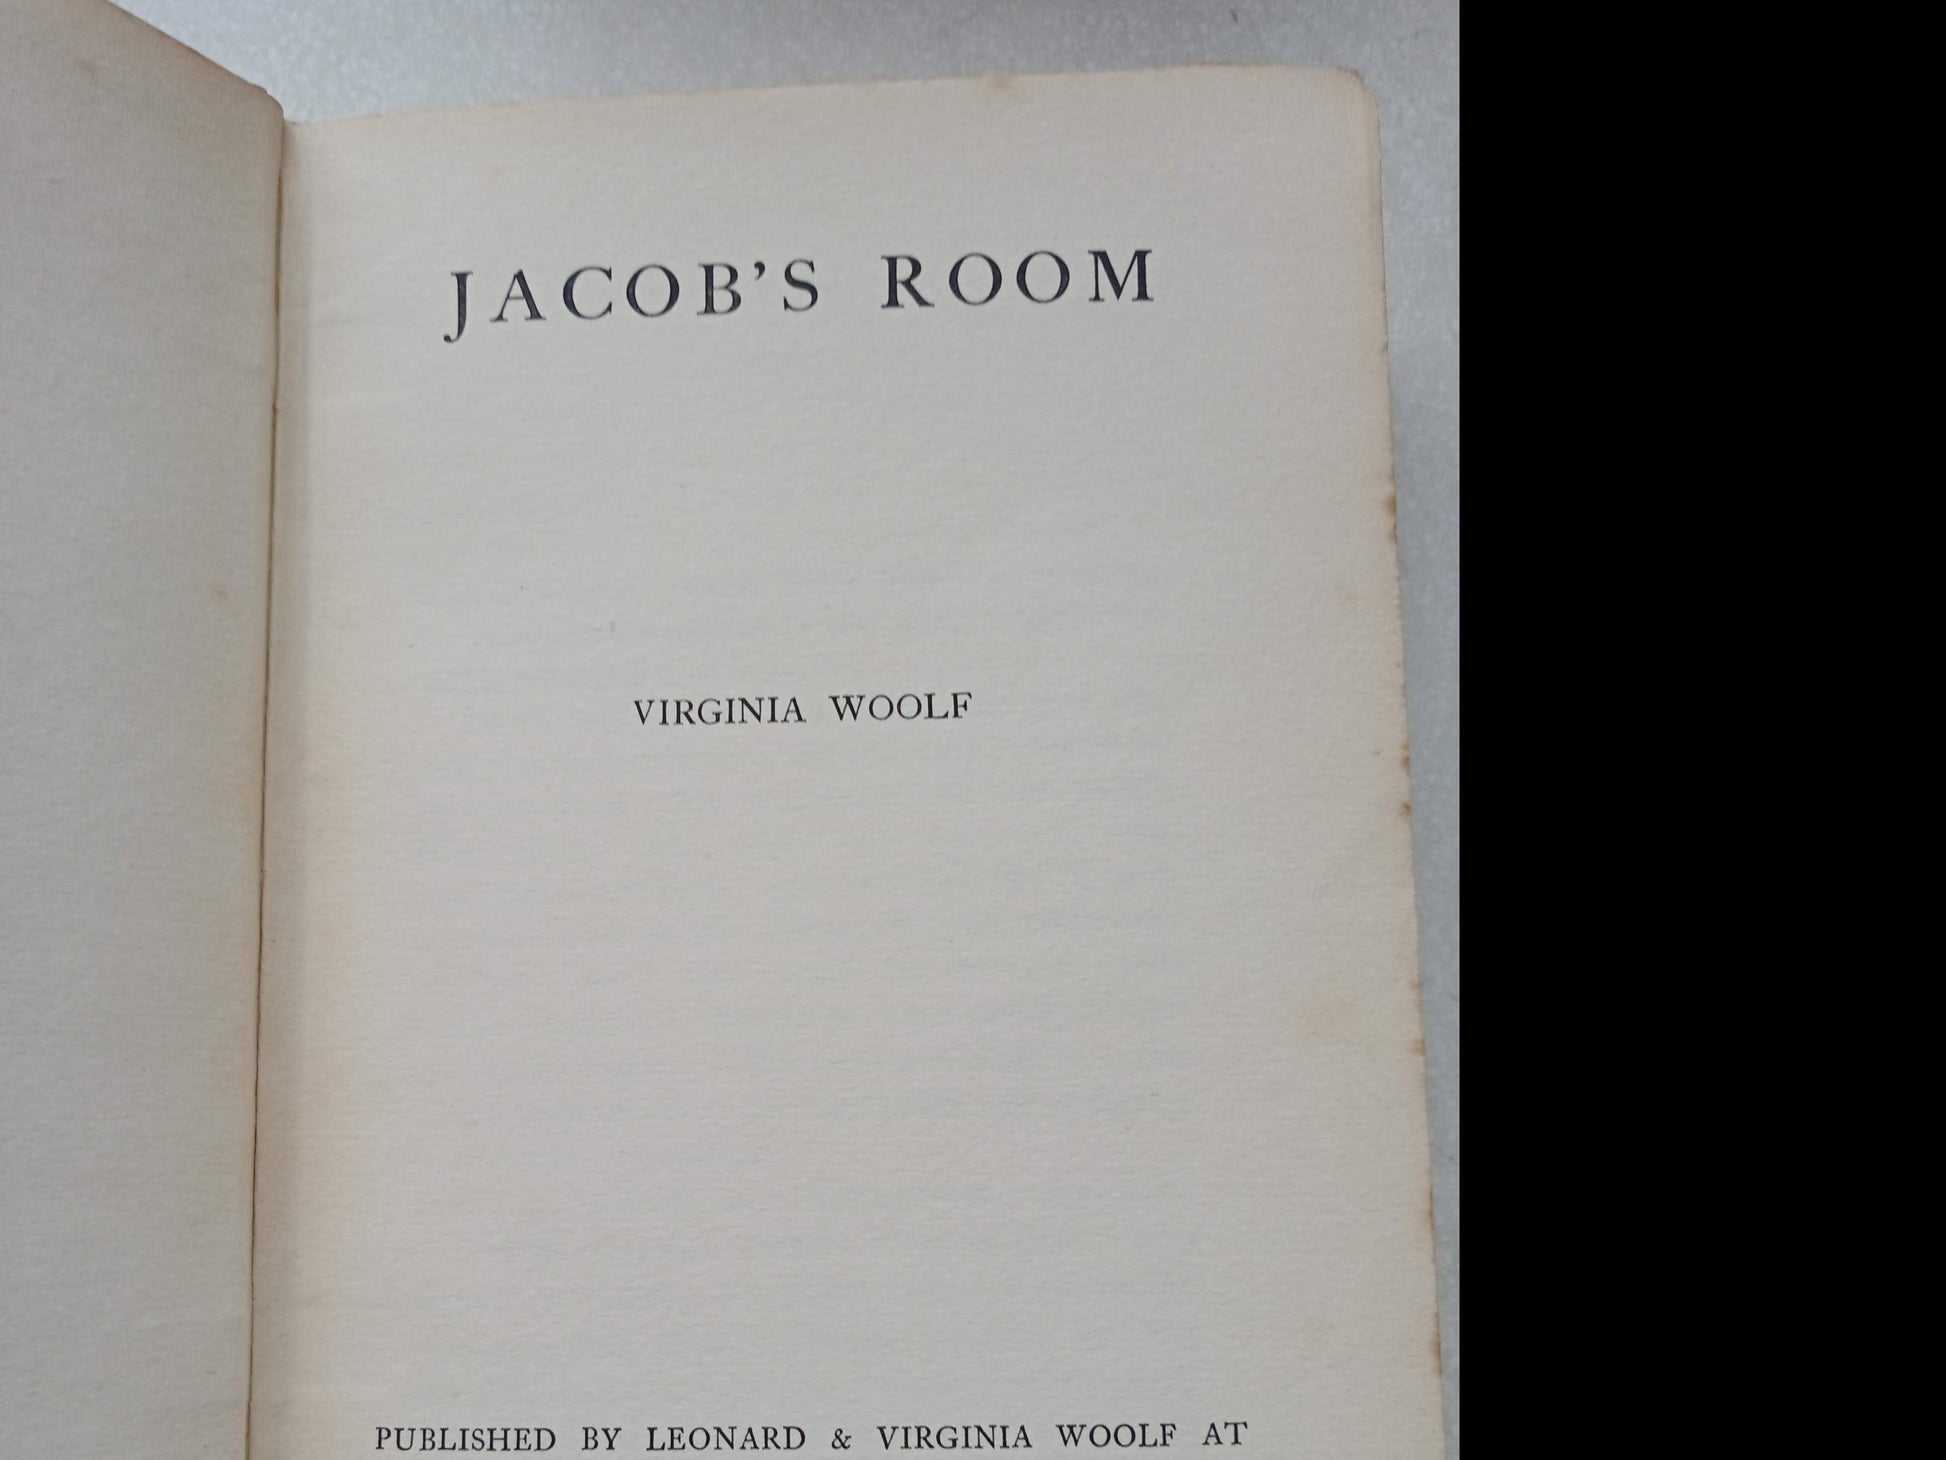 JACOB'S ROOM
VIRGINIA WOOLF
PUBLISHED BY LEONARD & VIRGINIA WOOLF AT